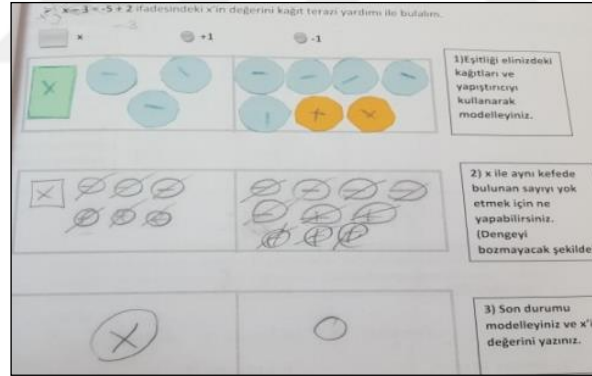 x - 3 = -5 + 2 ifadesindeki x'in değerini kağıt terazi yardımı ile bulalım.
-3
x +1 -1
1)Eşitliği elinizdeki
kağıtları ve
yapıştırıcıyı
kullanarak
modelleyiniz.
X - - - - - -
- - + +
2) x ile aynı kefede
bulunan sayıyı yok
etmek için ne
yapabilirsiniz.
(Dengeyi
bozmayacak şekilde
X
3) Son durumu
modelleyiniz ve x'i
değerini yazınız.
X